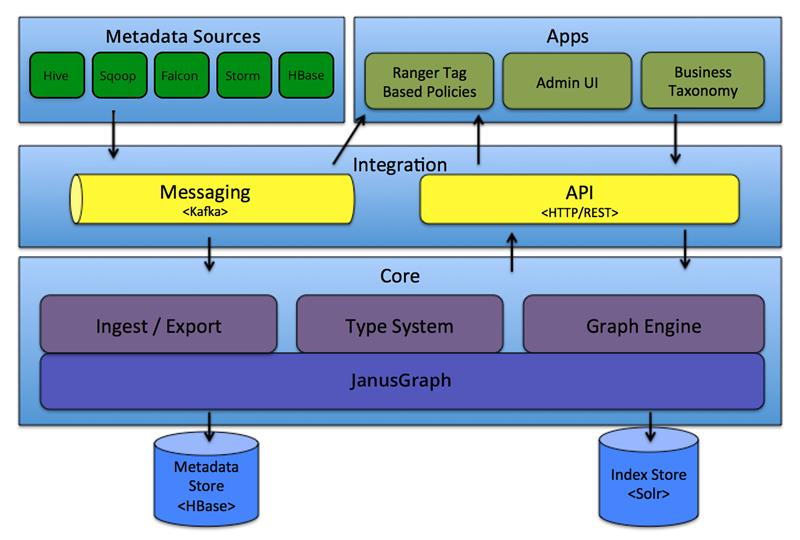 Metadata Sources
Hive
Sqoop
Falcon
Storm
HBase
Apps
Ranger Tag
Based Policies
Admin UI
Business
Taxonomy
Integration
Messaging
<Kafka>
API
<HTTP/REST>
Core
Ingest / Export
Type System
Graph Engine
JanusGraph
Metadata
Store
<HBase>
Index Store
<Solr>